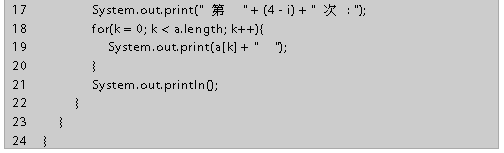 17 System.out.print(" 第 "+ (4 - i) + " 次 : ");
18 for(k = 0; k < a.length; k++){
19 System.out.print(a[k] + " ");
20 }
21 System.out.println();
22 }
23 }
24 }